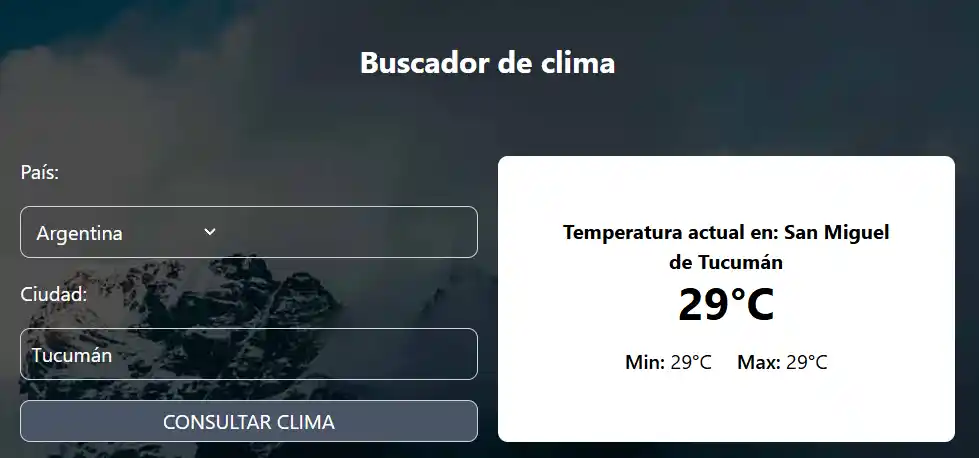 Buscador de clima
País:
Argentina
Ciudad:
Tucumán
CONSULTAR CLIMA
Temperatura actual en: San Miguel
de Tucumán
29°C
Min: 29°C Max: 29°C